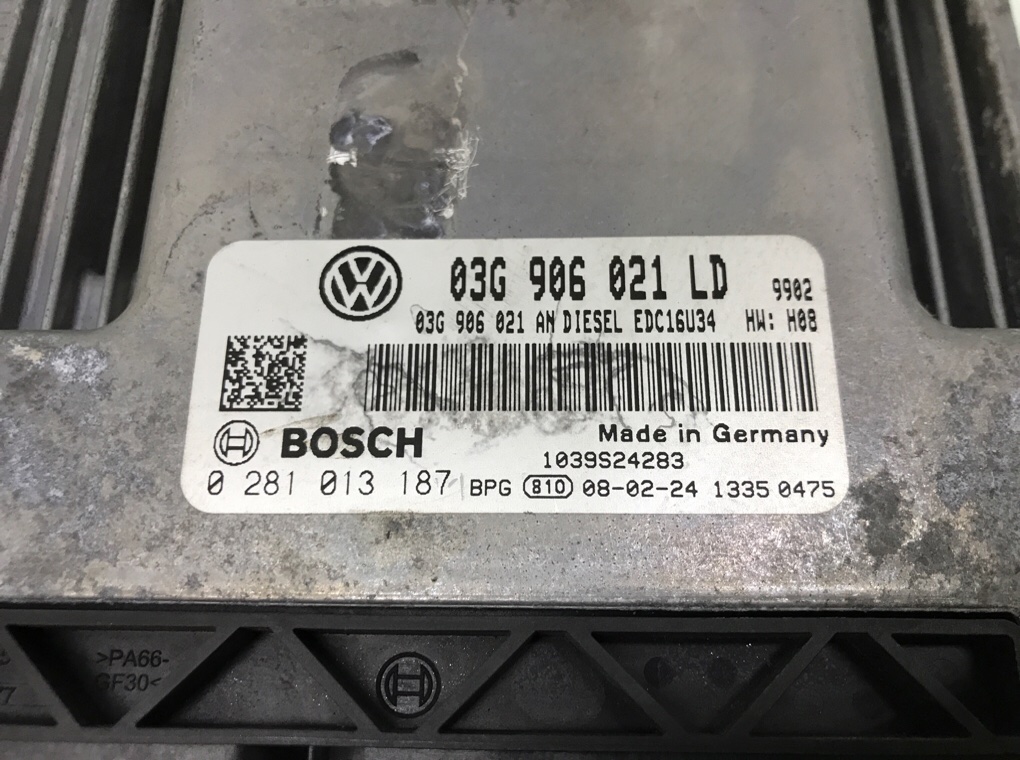 03G 906 021 LD 9902
03G 906 021 AN DIESEL EDC16U34 HW: H08
BOSCH
Made in Germany
1039S24283
0 281 013 187 BPG 810 08-02-24 1335 0475
>PA66-
GF30<